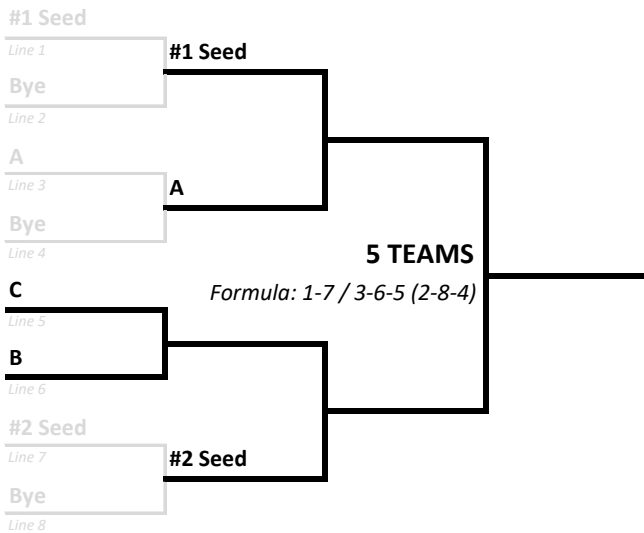 #1 Seed
Line 1
#1 Seed
Bye
Line 2
A
Line 3
A
Bye
Line 4
5 TEAMS
C
Formula: 1-7 / 3-6-5 (2-8-4)
Line 5
B
Line 6
#2 Seed
Line 7
#2 Seed
Bye
Line 8